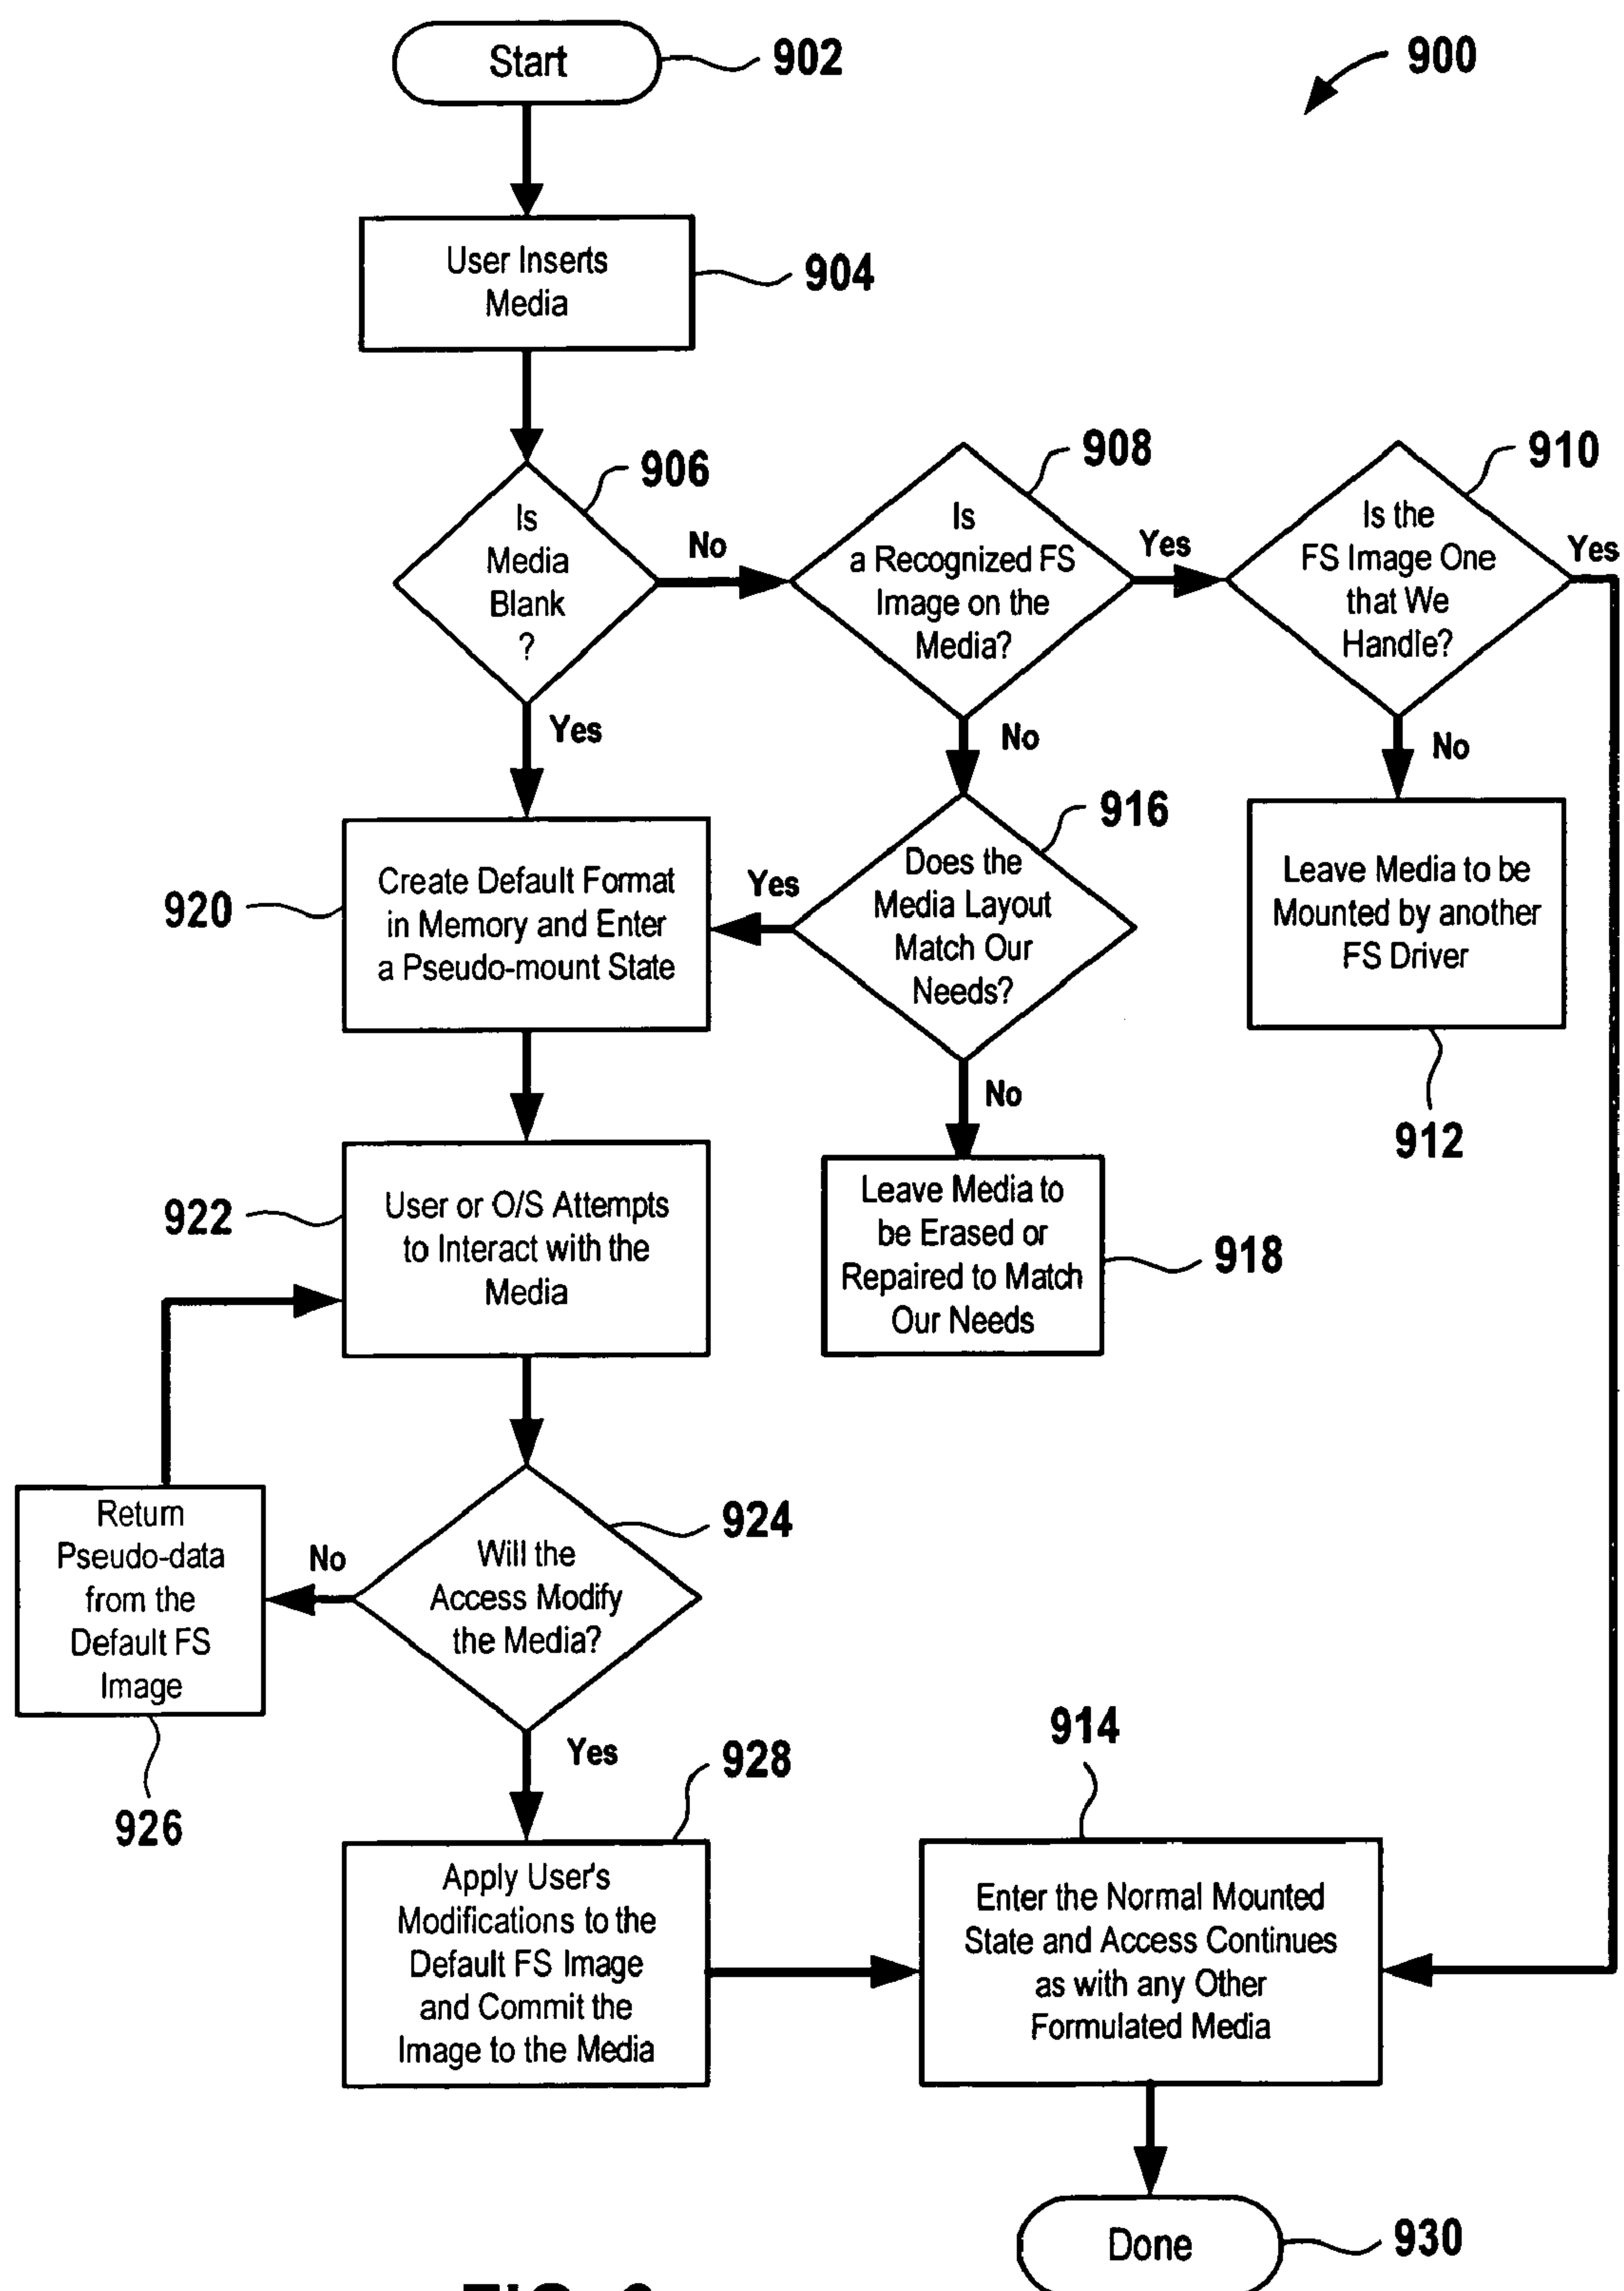 Start
902
900
User Inserts
Media
904
906
Is
Media
Blank
?
No
Yes
908
Is
a Recognized FS
Image on the
Media?
Yes
No
910
Is the
FS Image One
that We
Handle?
Yes
No
920
Create Default Format
in Memory and Enter
a Pseudo-mount State
Yes
916
Does the
Media Layout
Match Our
Needs?
No
Leave Media to be
Mounted by another
FS Driver
912
922
User or O/S Attempts
to Interact with the
Media
Leave Media to
be Erased or
Repaired to Match
Our Needs
918
Return
Pseudo-data
from the
Default FS
Image
926
No
924
Will the
Access Modify
the Media?
Yes
928
Apply User's
Modifications to the
Default FS Image
and Commit the
Image to the Media
914
Enter the Normal Mounted
State and Access Continues
as with any Other
Formulated Media
Done
930